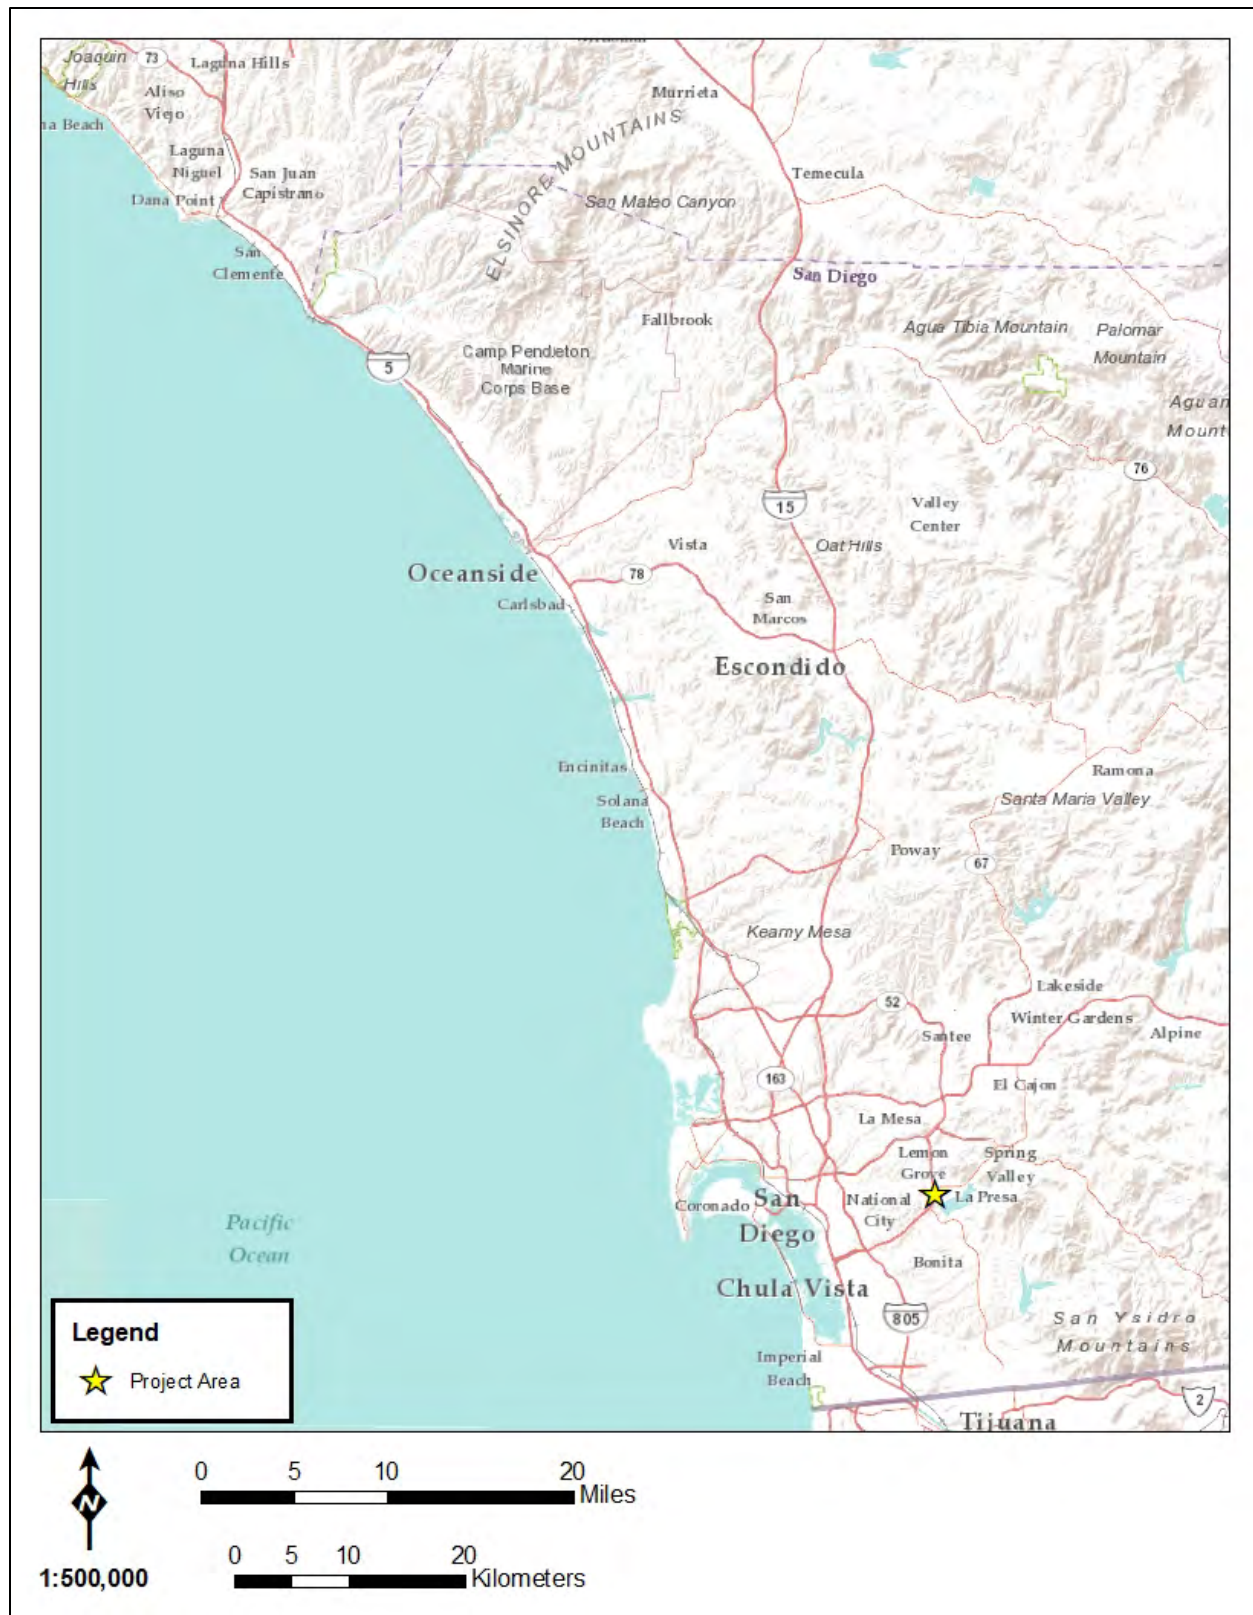 Joaquin
Hills
73
Laguna Hills
Aliso
Viejo
na Beach
Laguna
Niguel
San Juan
Capistrano
Dana Point
San
Clemente
Murrieta
ELSINORE MOUNTAINS
Temecula
San Mateo Canyon
San Diego
Fallbrook
Agua Tibia Mountain
Palomar
Mountain
5
Camp Pendleton
Marine
Corps Base
Aguan
Mount
76
15
Valley
Center
Vista
Oat Hills
Oceanside
78
Carlsbad
San
Marcos
Escondido
Encinitas
Ramona
Solana
Beach
Santa Maria Valley
Poway
67
Kearny Mesa
Lakeside
52
Winter Gardens
Santee
Alpine
163
El Cajon
La Mesa
Lemon
Grove
Spring
Valley
Coronado
San
Diego
National
City
La Presa
Pacific
Ocean
Bonita
Chula Vista
805
San Ysidro
Mountains
Imperial
Beach
2
Tijuana
Legend
Project Area
N
1:500,000
0 5 10 20
Miles
0 5 10 20
Kilometers